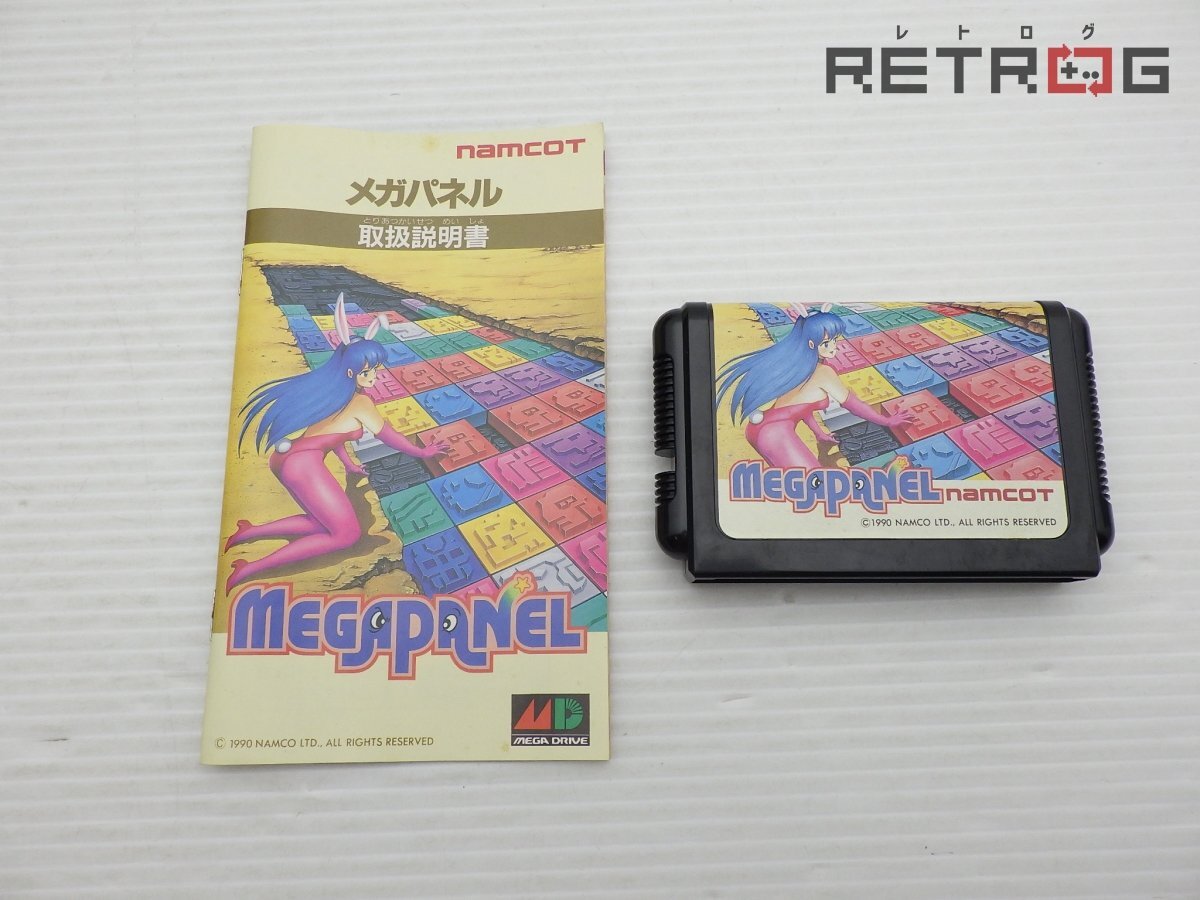 レトログ
RETROG
namcoT
メガパネル
とりあつかいせつ めい しょ
取扱説明書
MEGAPANEL
© 1990 NAMCO LTD., ALL RIGHTS RESERVED
MD
MEGA DRIVE
MEGAPANEL namcoT
©1990 NAMCO LTD., ALL RIGHTS RESERVED